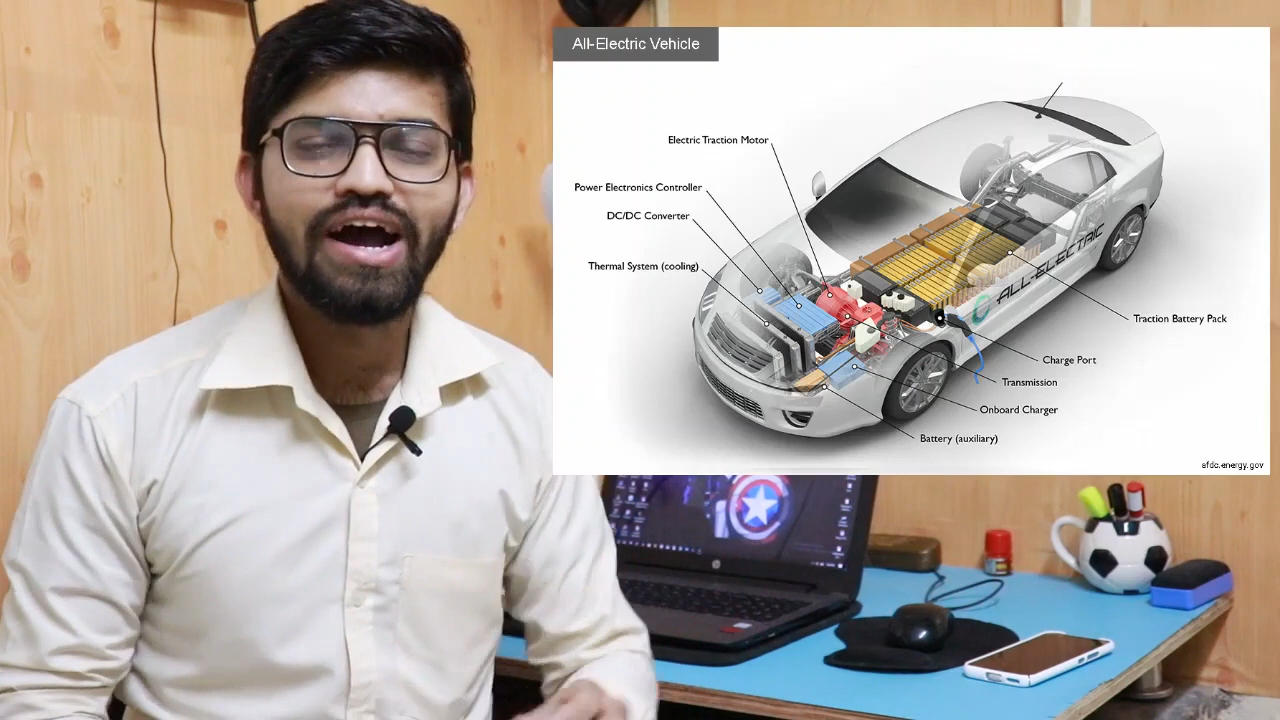 All-Electric Vehicle
Electric Traction Motor
Power Electronics Controller
DC/DC Converter
Thermal System (cooling)
ALL-ELECTRIC
Traction Battery Pack
Charge Port
Transmission
Onboard Charger
Battery (auxiliary)
afdc.energy.gov
hp